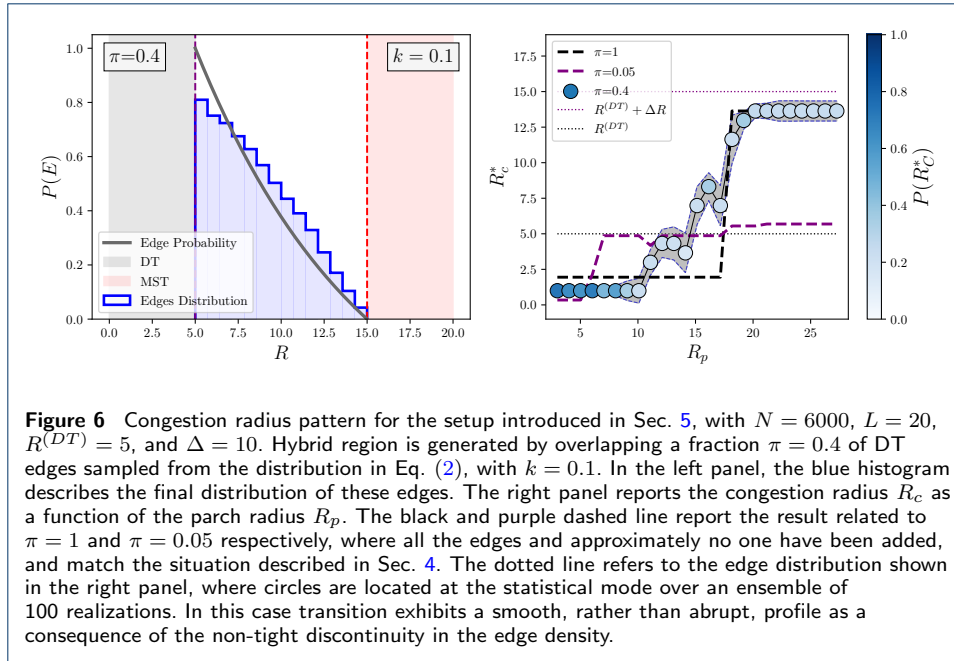 π=0.4
k = 0.1
P(E)
1.0
0.8
0.6
0.4
0.2
0.0
Edge Probability
DT
MST
Edges Distribution
0.0 2.5 5.0 7.5 10.0 12.5 15.0 17.5 20.0
R
R_c^*
17.5
15.0
12.5
10.0
7.5
5.0
2.5
0.0
π=1
π=0.05
π=0.4
R^{(DT)} + ΔR
R^{(DT)}
5 10 15 20 25
R_p
1.0
0.8
0.6
0.4
0.2
0.0
P(R_C^*)
Figure 6 Congestion radius pattern for the setup introduced in Sec. 5, with N = 6000, L = 20,
R^{(DT)} = 5, and Δ = 10. Hybrid region is generated by overlapping a fraction π = 0.4 of DT
edges sampled from the distribution in Eq. (2), with k = 0.1. In the left panel, the blue histogram
describes the final distribution of these edges. The right panel reports the congestion radius R_c as
a function of the parch radius R_p. The black and purple dashed line report the result related to
π = 1 and π = 0.05 respectively, where all the edges and approximately no one have been added,
and match the situation described in Sec. 4. The dotted line refers to the edge distribution shown
in the right panel, where circles are located at the statistical mode over an ensemble of
100 realizations. In this case transition exhibits a smooth, rather than abrupt, profile as a
consequence of the non-tight discontinuity in the edge density.